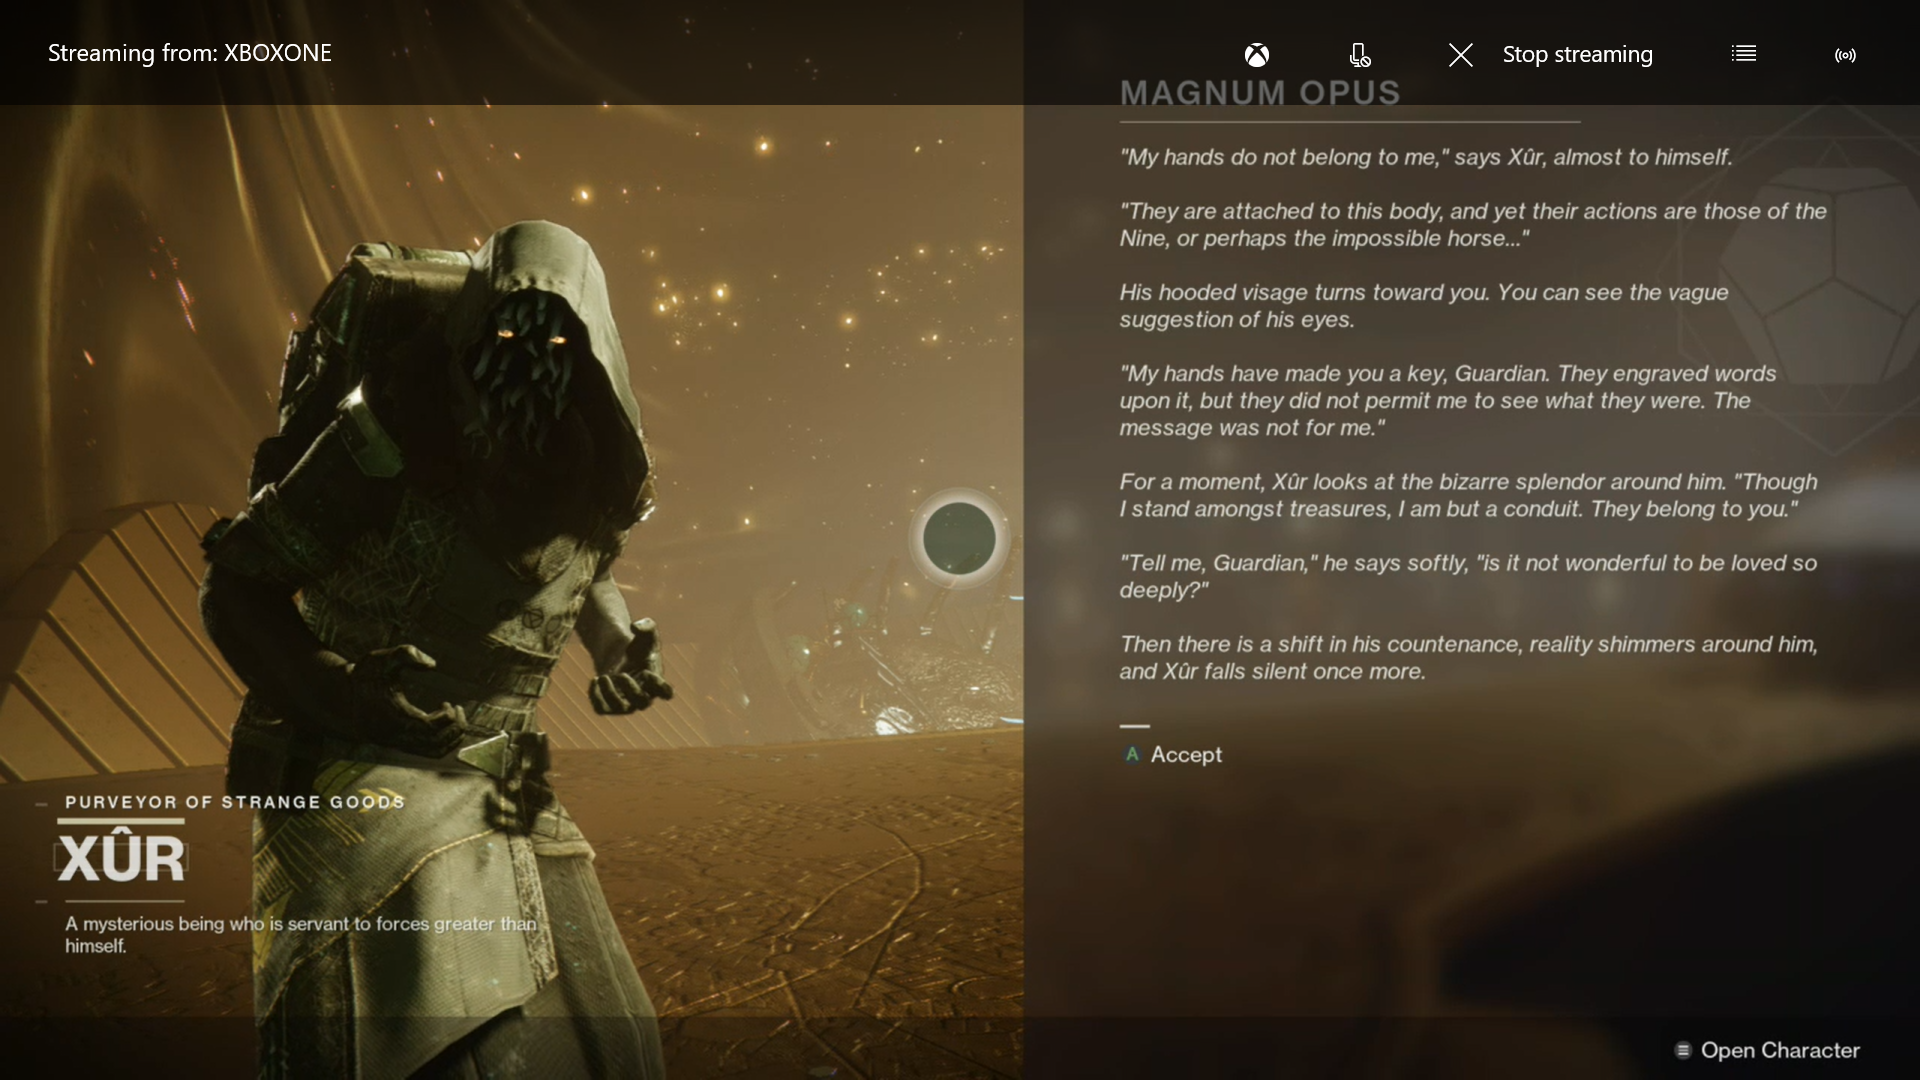 Streaming from: XBOXONE
Stop streaming
MAGNUM OPUS
"My hands do not belong to me," says Xûr, almost to himself.
"They are attached to this body, and yet their actions are those of the
Nine, or perhaps the impossible horse..."
His hooded visage turns toward you. You can see the vague
suggestion of his eyes.
"My hands have made you a key, Guardian. They engraved words
upon it, but they did not permit me to see what they were. The
message was not for me."
For a moment, Xûr looks at the bizarre splendor around him. "Though
I stand amongst treasures, I am but a conduit. They belong to you."
"Tell me, Guardian," he says softly, "is it not wonderful to be loved so
deeply?"
Then there is a shift in his countenance, reality shimmers around him,
and Xûr falls silent once more.
A Accept
PURVEYOR OF STRANGE GOODS
XÛR
A mysterious being who is servant to forces greater than
himself.
Open Character